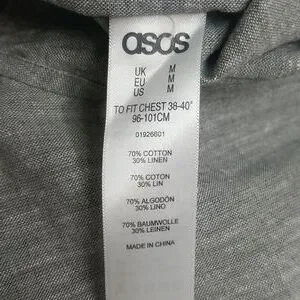 asos
UK M
EU M
US M
TO FIT CHEST 38-40"
96-101CM
01926601
70% COTTON
30% LINEN
70% COTON
30% LIN
70% ALGODÓN
30% LINO
70% BAUMWOLLE
30% LEINEN
MADE IN CHINA